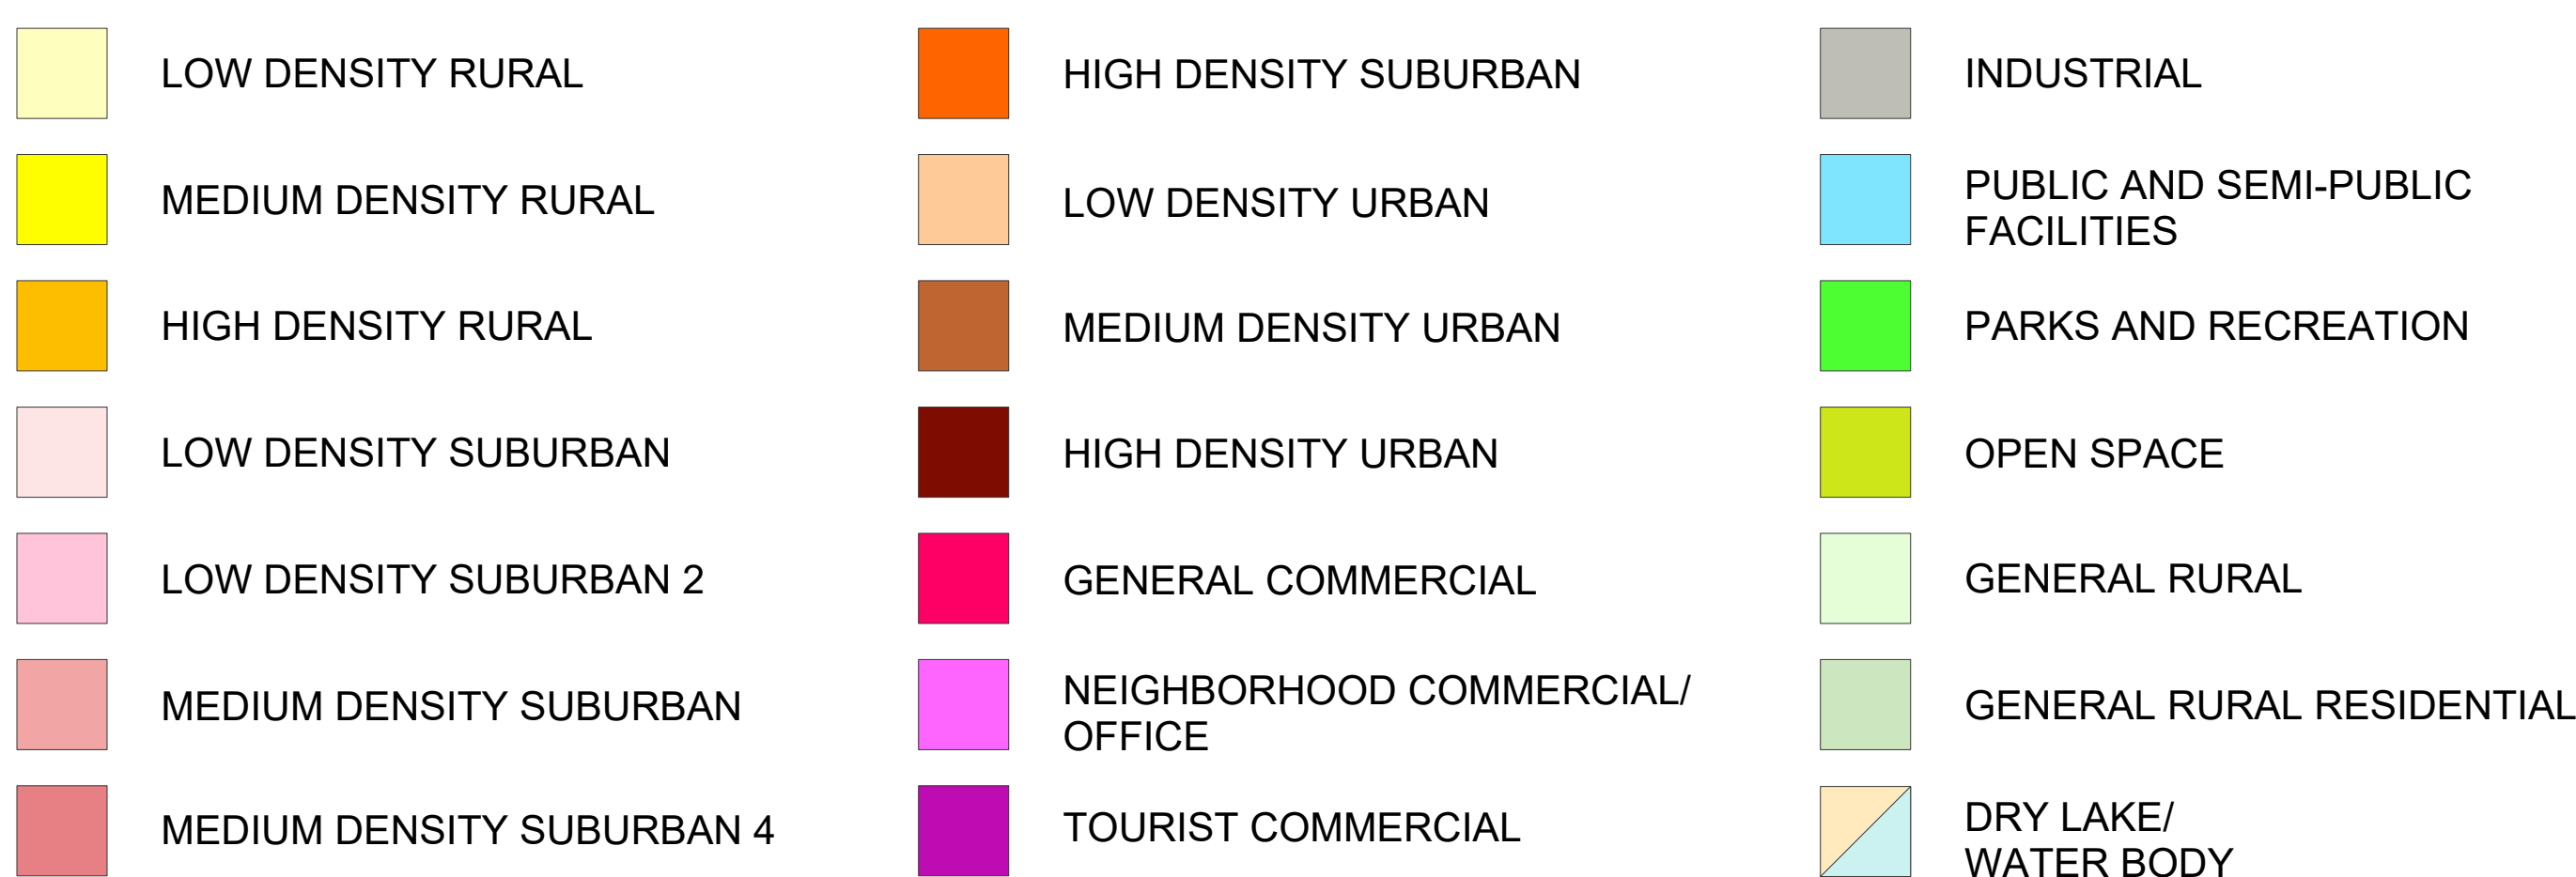 LOW DENSITY RURAL
MEDIUM DENSITY RURAL
HIGH DENSITY RURAL
LOW DENSITY SUBURBAN
LOW DENSITY SUBURBAN 2
MEDIUM DENSITY SUBURBAN
MEDIUM DENSITY SUBURBAN 4
HIGH DENSITY SUBURBAN
LOW DENSITY URBAN
MEDIUM DENSITY URBAN
HIGH DENSITY URBAN
GENERAL COMMERCIAL
NEIGHBORHOOD COMMERCIAL/
OFFICE
TOURIST COMMERCIAL
INDUSTRIAL
PUBLIC AND SEMI-PUBLIC
FACILITIES
PARKS AND RECREATION
OPEN SPACE
GENERAL RURAL
GENERAL RURAL RESIDENTIAL
DRY LAKE/
WATER BODY